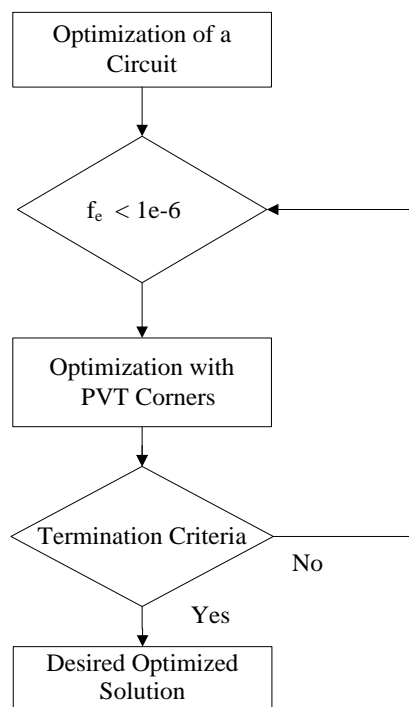 Optimization of a
Circuit
fₑ < 1e-6
Optimization with
PVT Corners
Termination Criteria
No
Yes
Desired Optimized
Solution